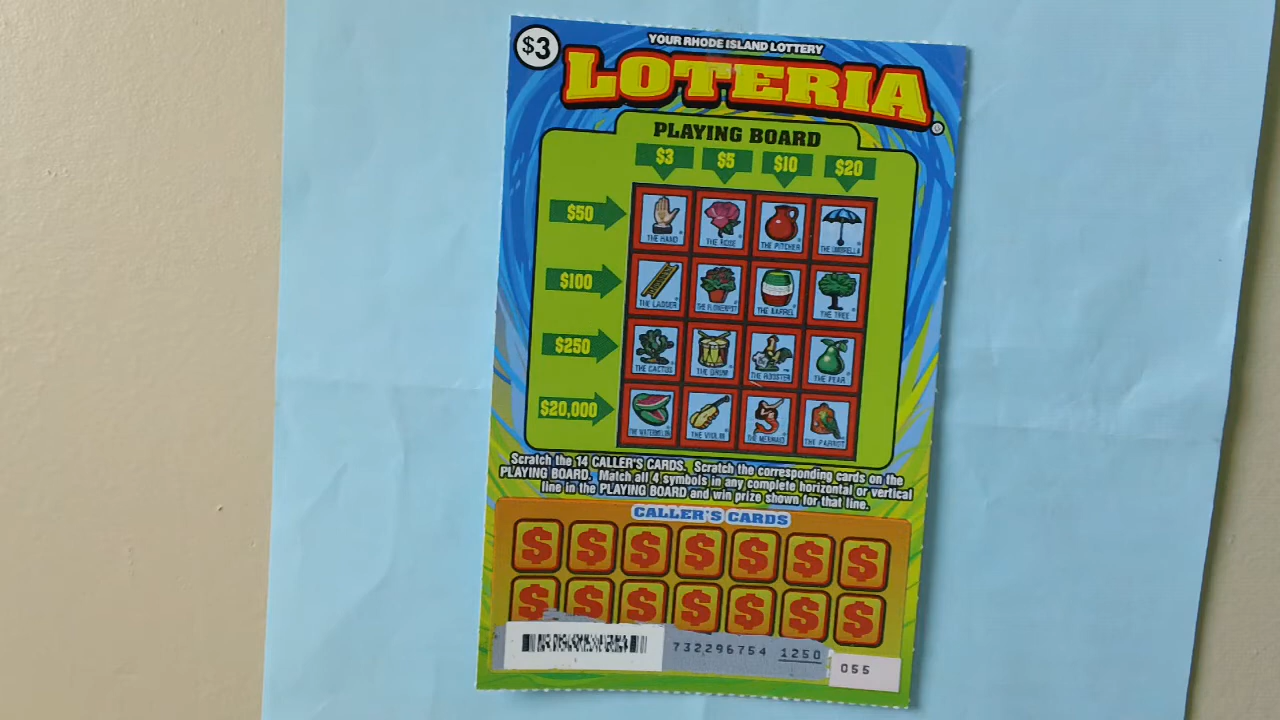 $3
YOUR RHODE ISLAND LOTTERY
LOTERIA
PLAYING BOARD
$3 $5 $10 $20
$50
THE HAND THE ROSE THE PITCHER THE UMBRELLA
$100
THE LADDER THE FLOWERPOT THE BARREL THE TREE
$250
THE CACTUS THE DRUM THE ROOSTER THE PEAR
$20,000
THE WATERMELON THE VIOLIN THE MERMAID THE PARROT
Scratch the 14 CALLER'S CARDS. Scratch the corresponding cards on the
PLAYING BOARD. Match all 4 symbols in any complete horizontal or vertical
line in the PLAYING BOARD and win prize shown for that line.
CALLER'S CARDS
$ $ $ $ $ $ $
$ $ $ $ $ $ $
732296754 1250 055